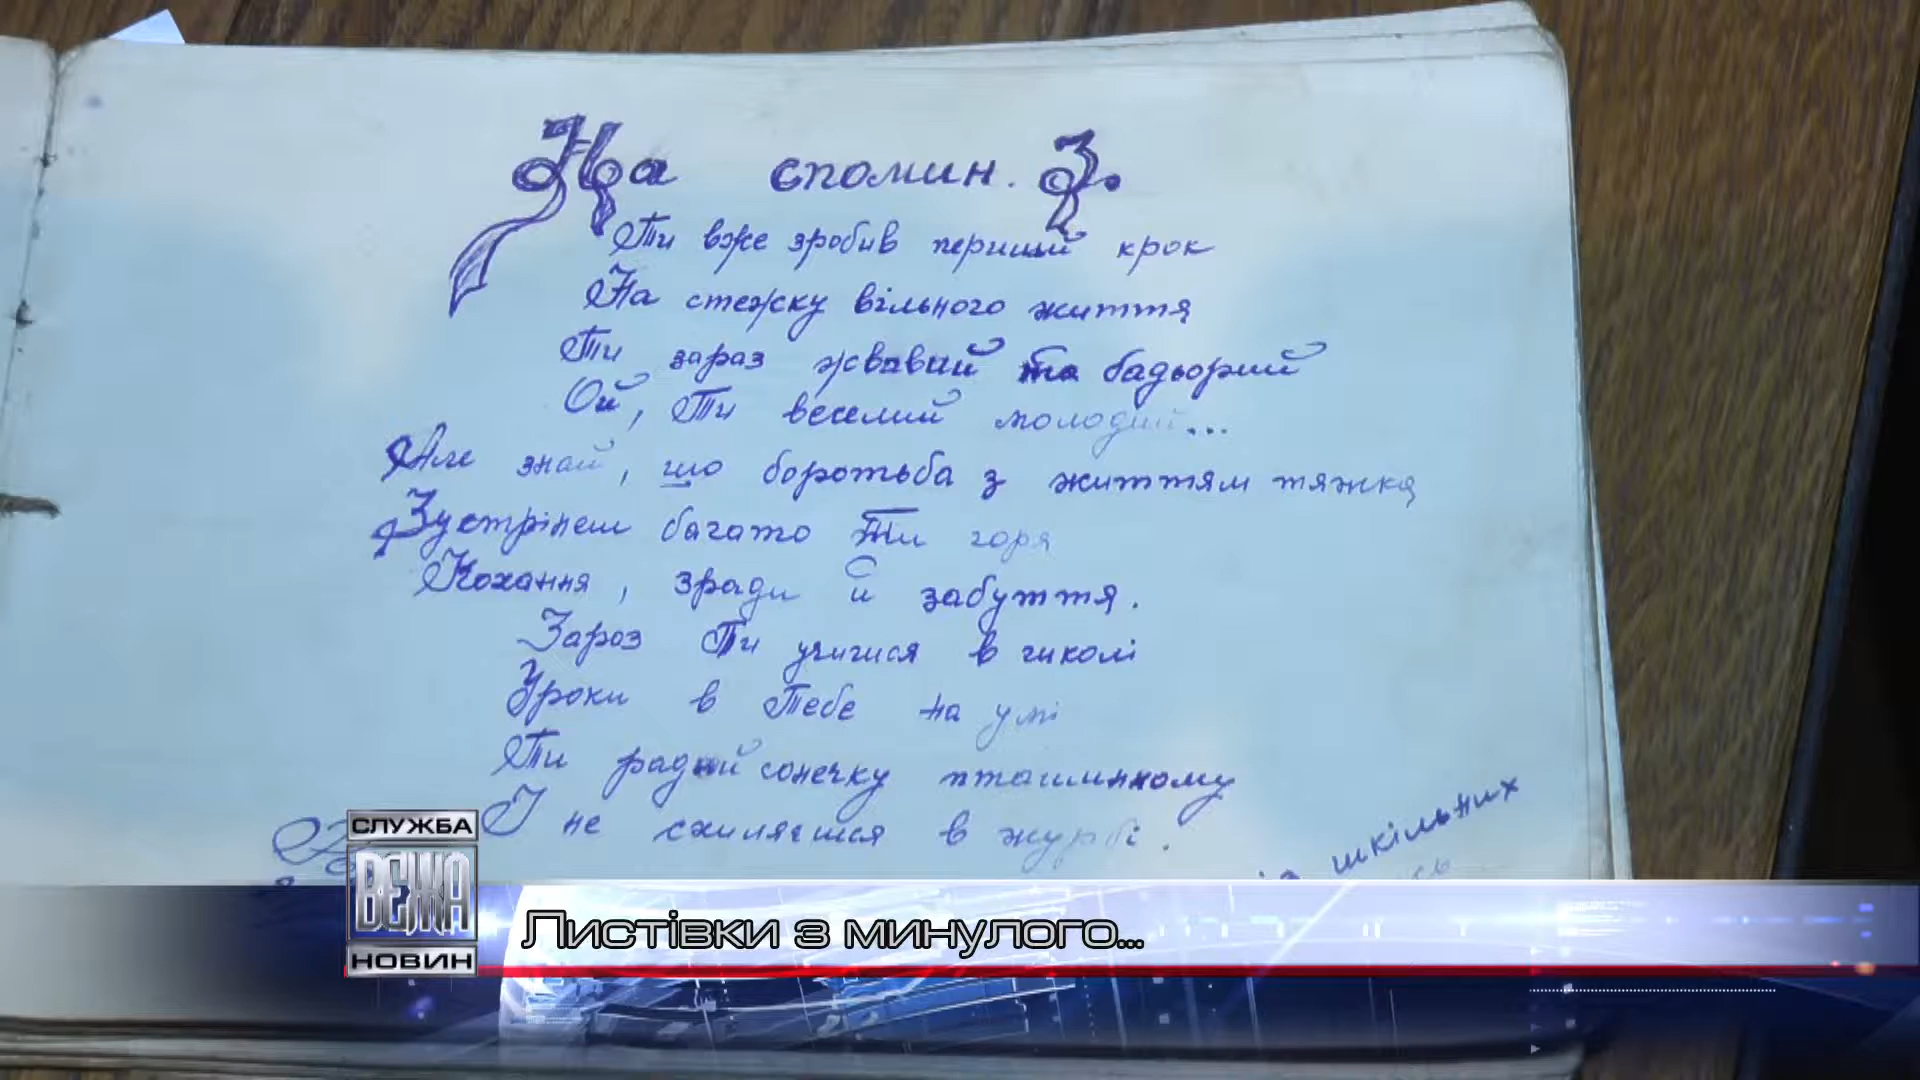 На спомин. З.
Ти вже зробив перший крок
На стежку вільного життя
Ти зараз жвавий та бадьорий
Ой, Ти веселий молодий...
Але знай, що боротьба з життям тяжка
Зустрінеш багато Ти горя
Кохання, зради й забуття.
Зараз Ти учишся в школі
Уроки в Тебе на умі
Ти радий сонечку пташиному
І не схиляєшся в журбі.
із шкільних
СЛУЖБА
ВЕЖА
НОВИН
Листівки з минулого...